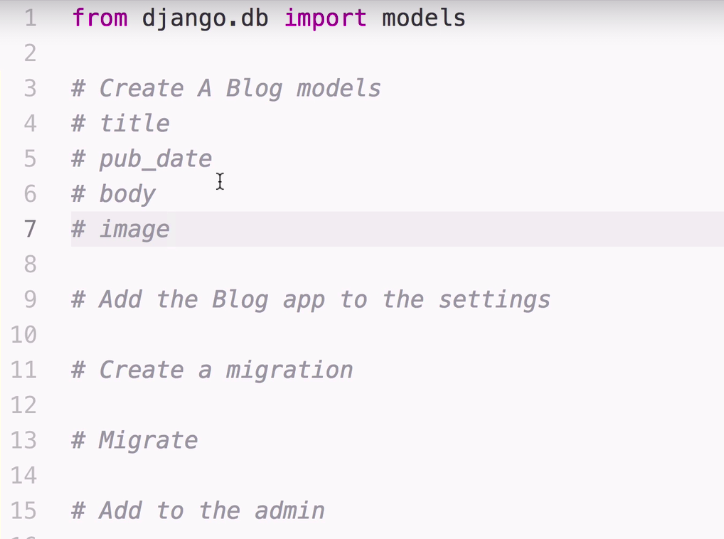 1 from django.db import models
2
3 # Create A Blog models
4 # title
5 # pub_date
6 # body
7 # image
8
9 # Add the Blog app to the settings
10
11 # Create a migration
12
13 # Migrate
14
15 # Add to the admin